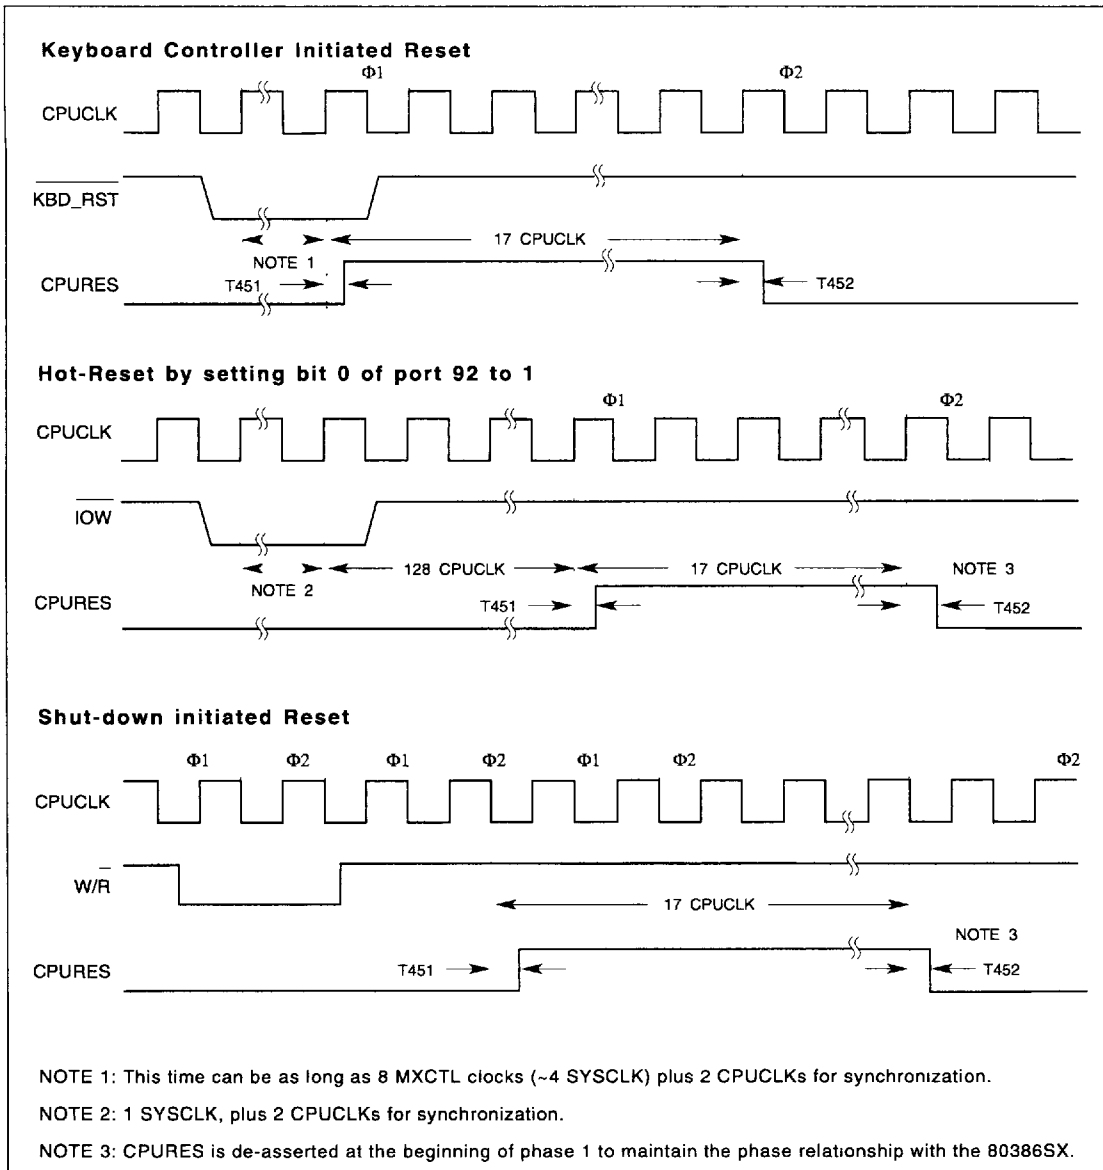 Keyboard Controller Initiated Reset
Φ1 Φ2
CPUCLK
KBD_RST
17 CPUCLK
NOTE 1
CPURES
T451 T452
Hot-Reset by setting bit 0 of port 92 to 1
Φ1 Φ2
CPUCLK
IOW
128 CPUCLK 17 CPUCLK NOTE 3
NOTE 2
CPURES
T451 T452
Shut-down initiated Reset
Φ1 Φ2 Φ1 Φ2 Φ1 Φ2 Φ2
CPUCLK
W/R̅
17 CPUCLK
NOTE 3
CPURES
T451 T452
NOTE 1: This time can be as long as 8 MXCTL clocks (~4 SYSCLK) plus 2 CPUCLKs for synchronization.
NOTE 2: 1 SYSCLK, plus 2 CPUCLKs for synchronization.
NOTE 3: CPURES is de-asserted at the beginning of phase 1 to maintain the phase relationship with the 80386SX.